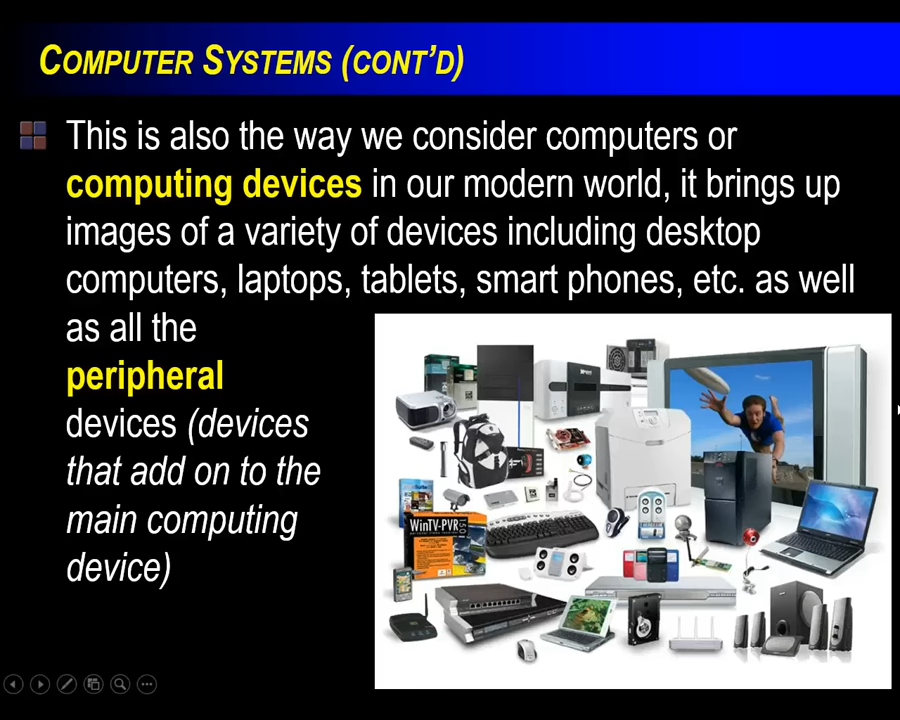 COMPUTER SYSTEMS (CONT'D)
This is also the way we consider computers or
computing devices in our modern world, it brings up
images of a variety of devices including desktop
computers, laptops, tablets, smart phones, etc. as well
as all the
peripheral
devices (devices
that add on to the
main computing
device)
WinTV-PVR